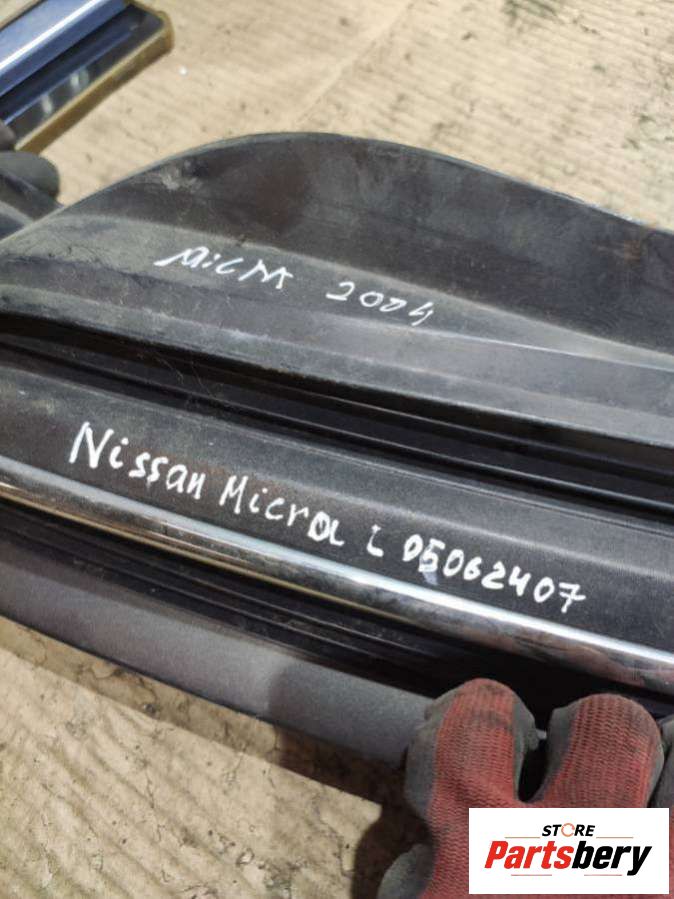 Micra 2004
Nissan Micra L 05062407
STORE
Partsbery